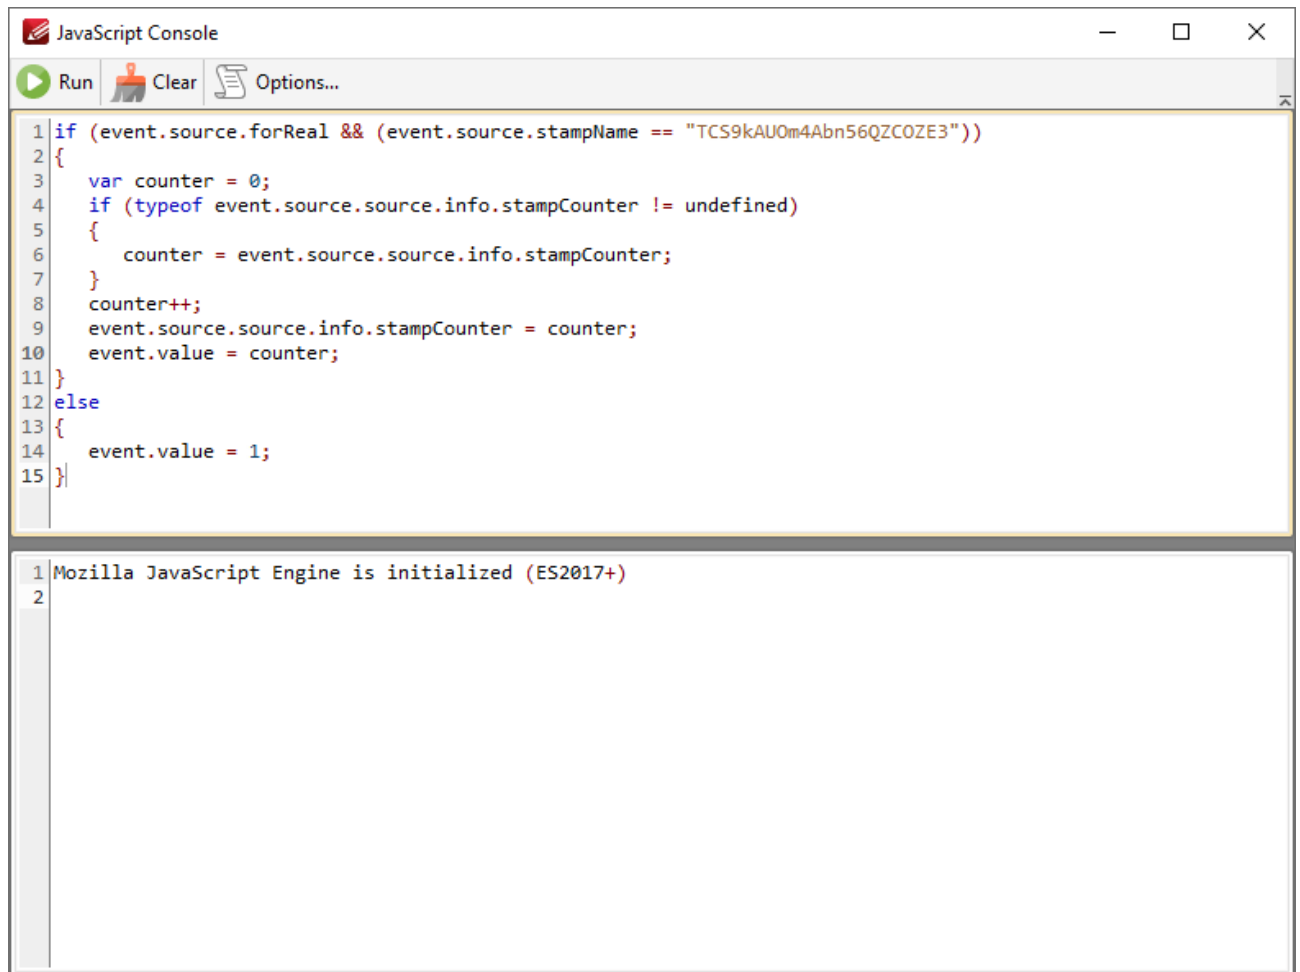 JavaScript Console
Run Clear Options...
1 if (event.source.forReal && (event.source.stampName == "TCS9kAUOm4Abn56QZCOZE3"))
2 {
3    var counter = 0;
4    if (typeof event.source.source.info.stampCounter != undefined)
5    {
6       counter = event.source.source.info.stampCounter;
7    }
8    counter++;
9    event.source.source.info.stampCounter = counter;
10    event.value = counter;
11 }
12 else
13 {
14    event.value = 1;
15 }
1 Mozilla JavaScript Engine is initialized (ES2017+)
2